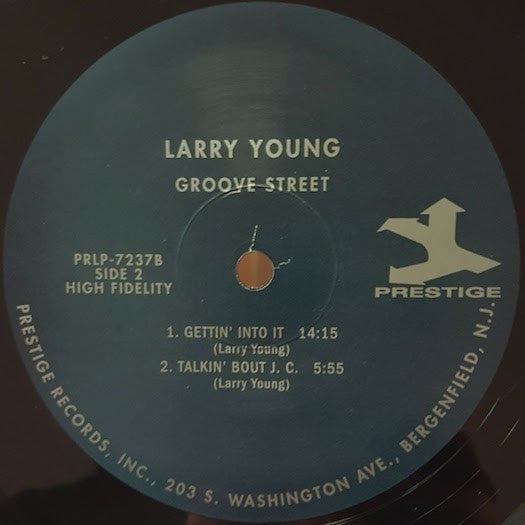 LARRY YOUNG
GROOVE STREET
PRLP-7237B
SIDE 2
HIGH FIDELITY
PRESTIGE
1. GETTIN' INTO IT 14:15
(Larry Young)
2. TALKIN' BOUT J. C. 5:55
(Larry Young)
PRESTIGE RECORDS, INC., 203 S. WASHINGTON AVE., BERGENFIELD, N.J.